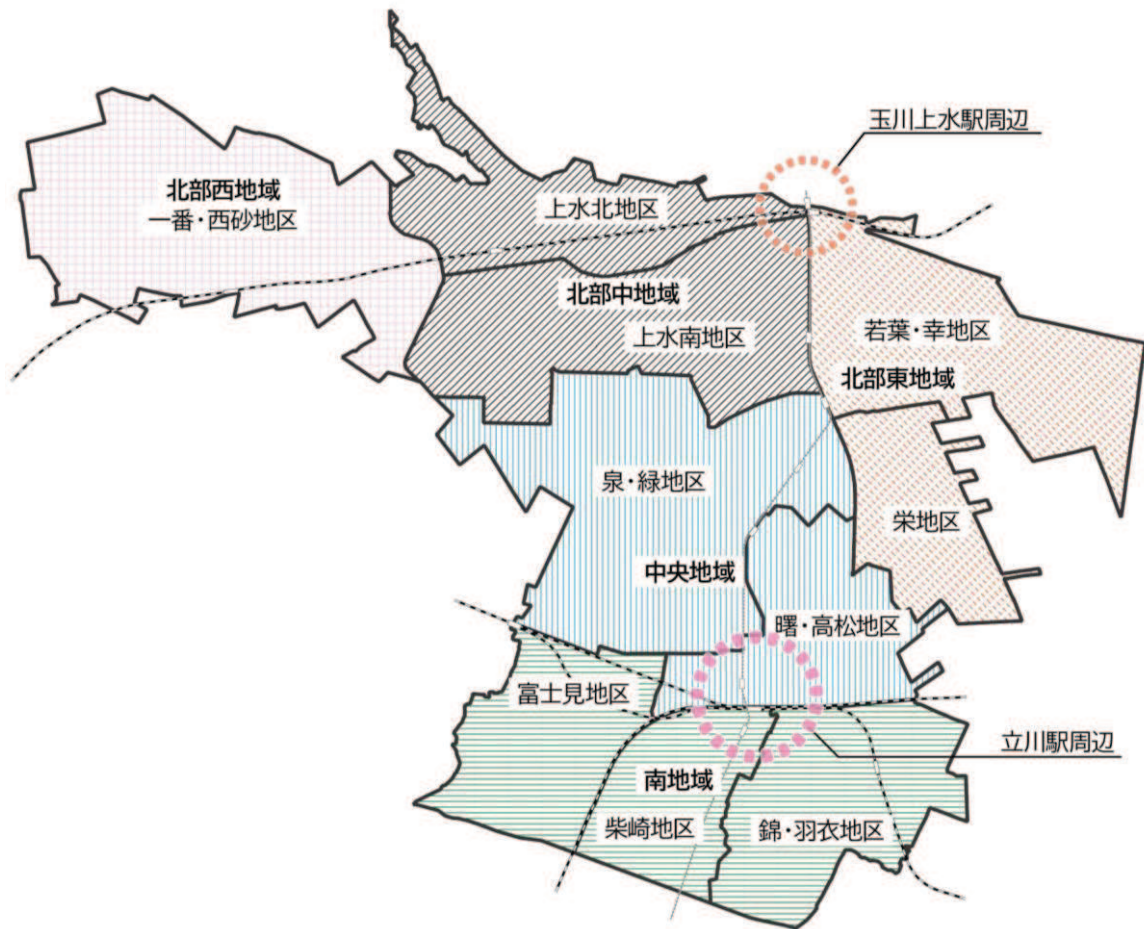 玉川上水駅周辺
北部西地域
一番・西砂地区
上水北地区
北部中地域
上水南地区
若葉・幸地区
北部東地域
泉・緑地区
栄地区
中央地域
曙・高松地区
富士見地区
立川駅周辺
南地域
柴崎地区
錦・羽衣地区